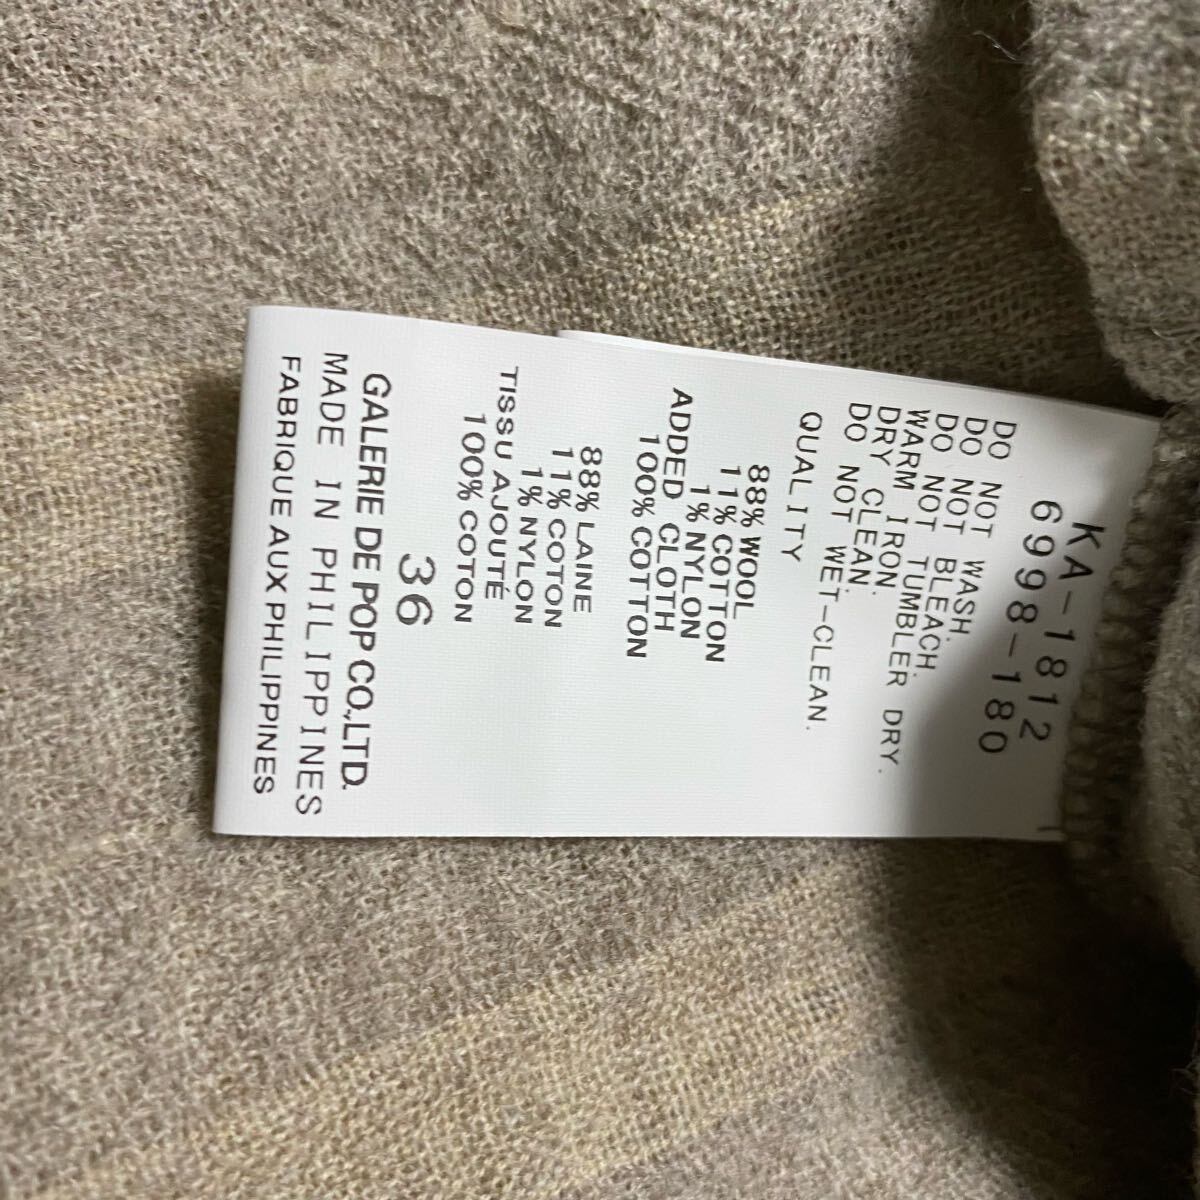 KA-1812
6998-180
DO NOT WASH.
DO NOT BLEACH.
DO NOT TUMBLER DRY.
WARM IRON.
DRY CLEAN.
DO NOT WET-CLEAN.
QUALITY
88% WOOL
11% COTTON
1% NYLON
ADDED CLOTH
100% COTTON
88% LAINE
11% COTON
1% NYLON
TISSU AJOUTÉ
100% COTON
36
GALERIE DE POP CO.,LTD.
MADE IN PHILIPPINES
FABRIQUE AUX PHILIPPINES